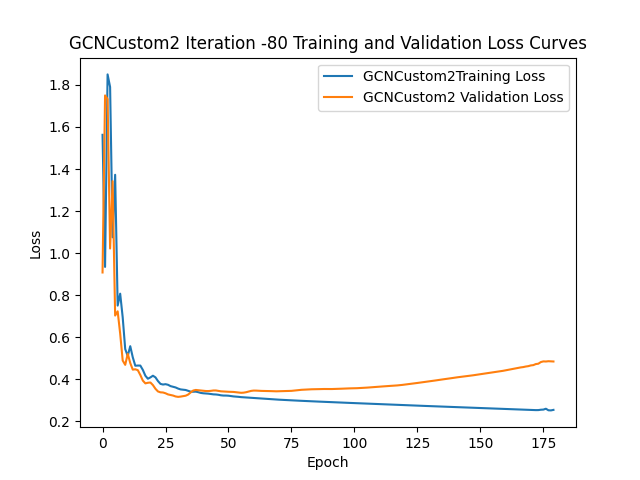 GCNCustom2 Iteration -80 Training and Validation Loss Curves
GCNCustom2Training Loss
GCNCustom2 Validation Loss
Loss
1.8
1.6
1.4
1.2
1.0
0.8
0.6
0.4
0.2
0 25 50 75 100 125 150 175
Epoch